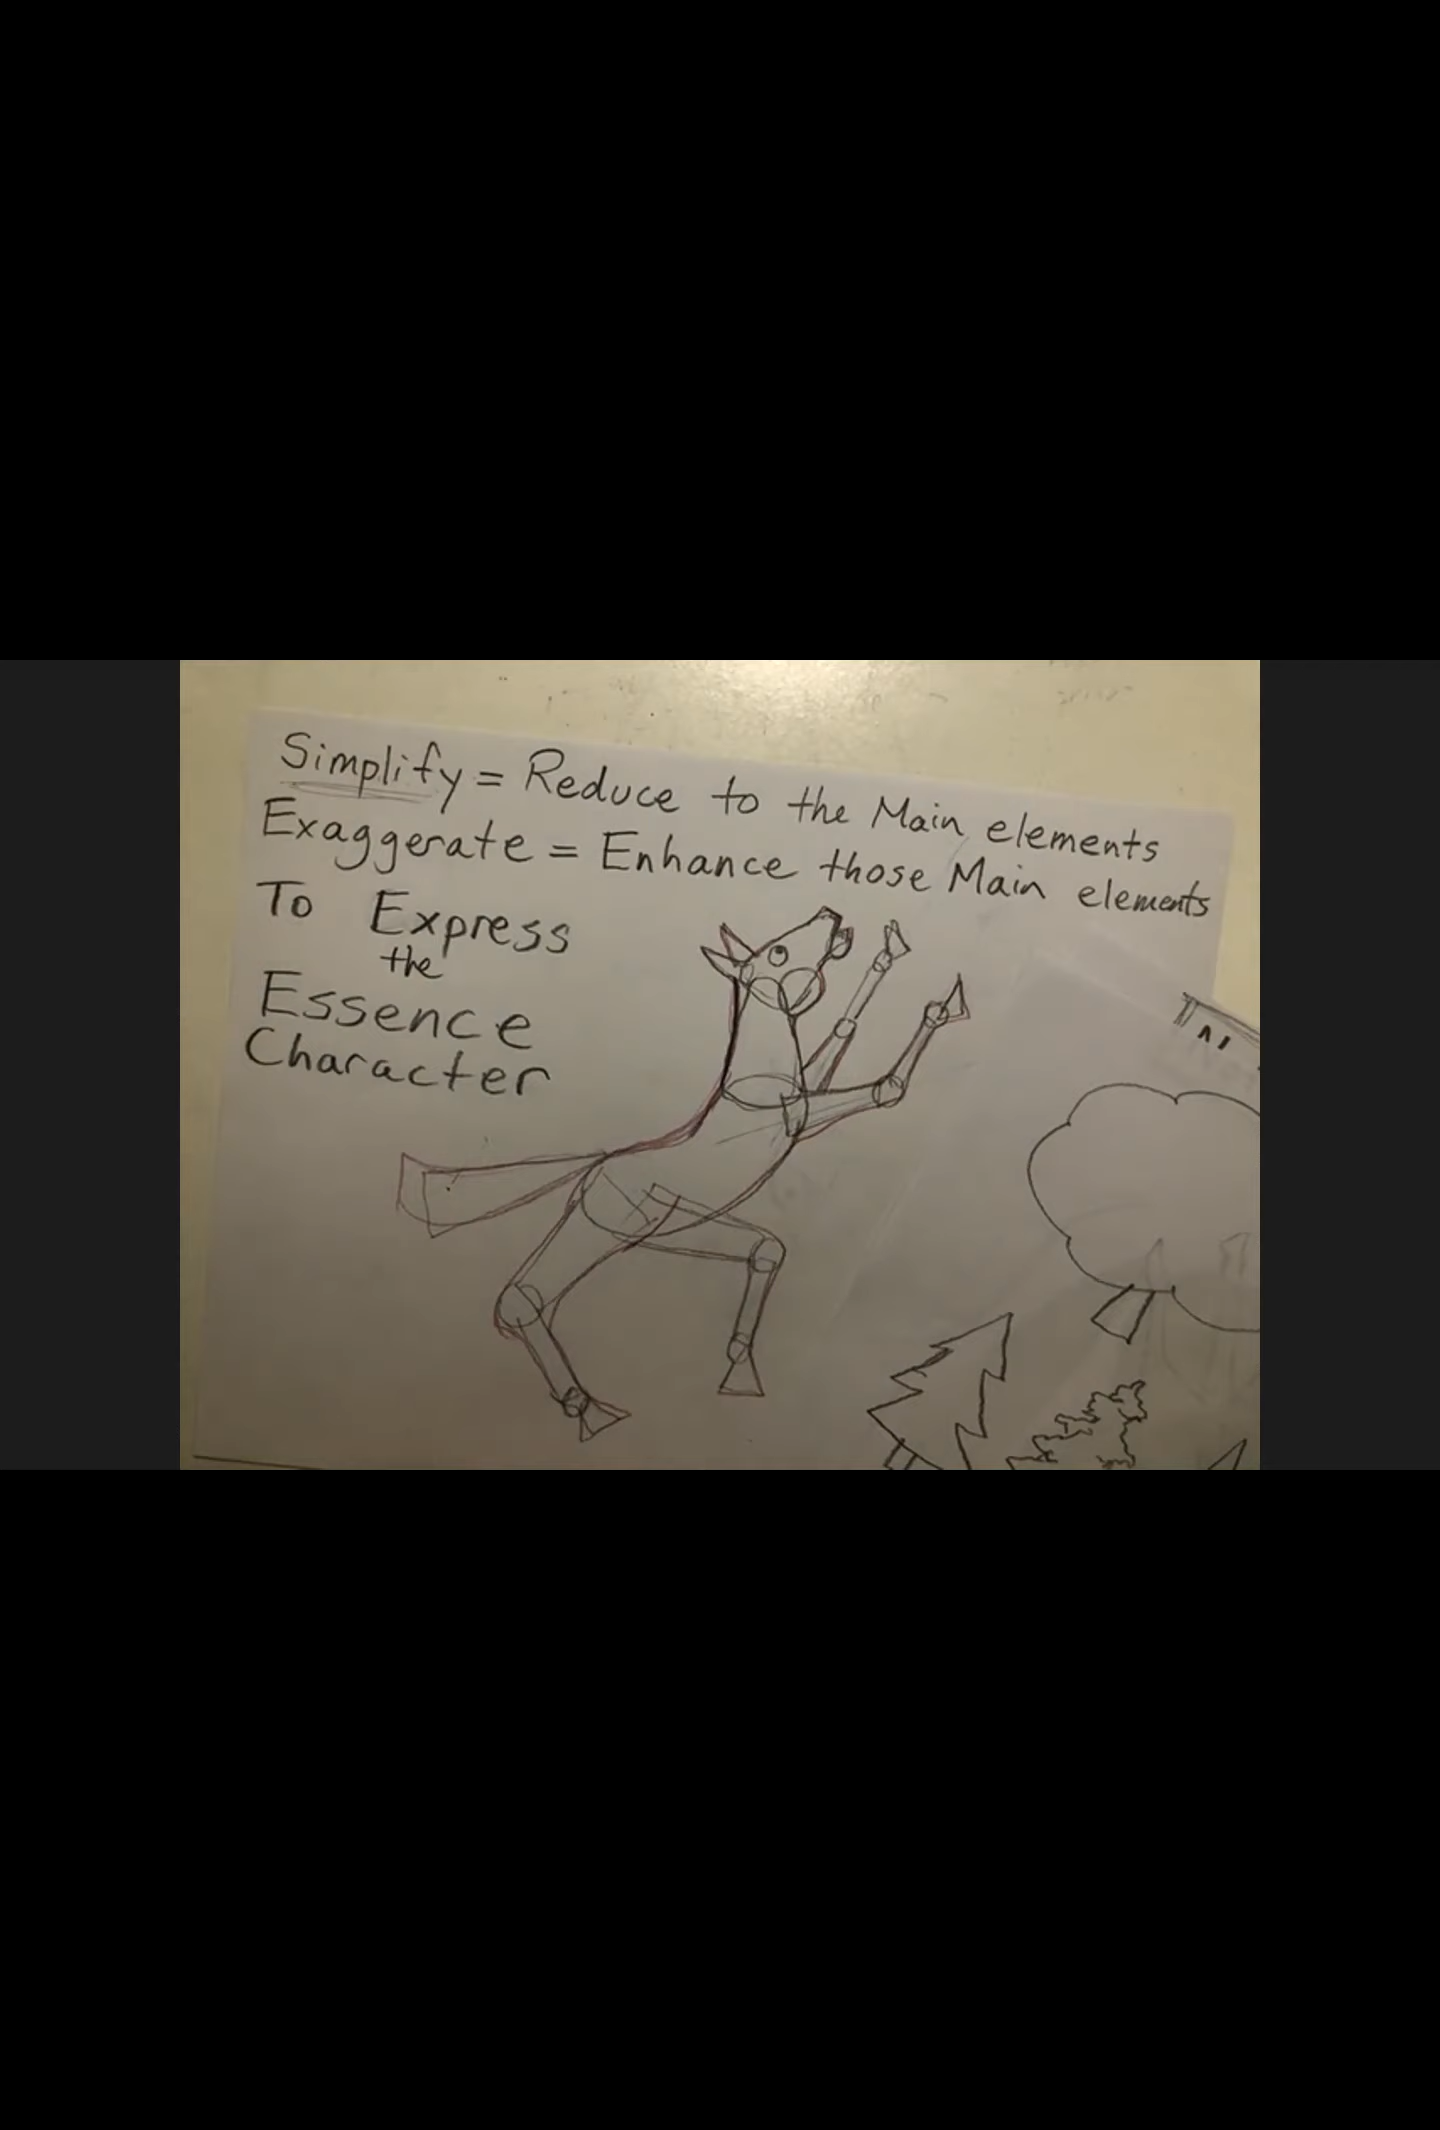 Simplify = Reduce to the Main elements
Exaggerate = Enhance those Main elements
To Express
the
Essence
Character